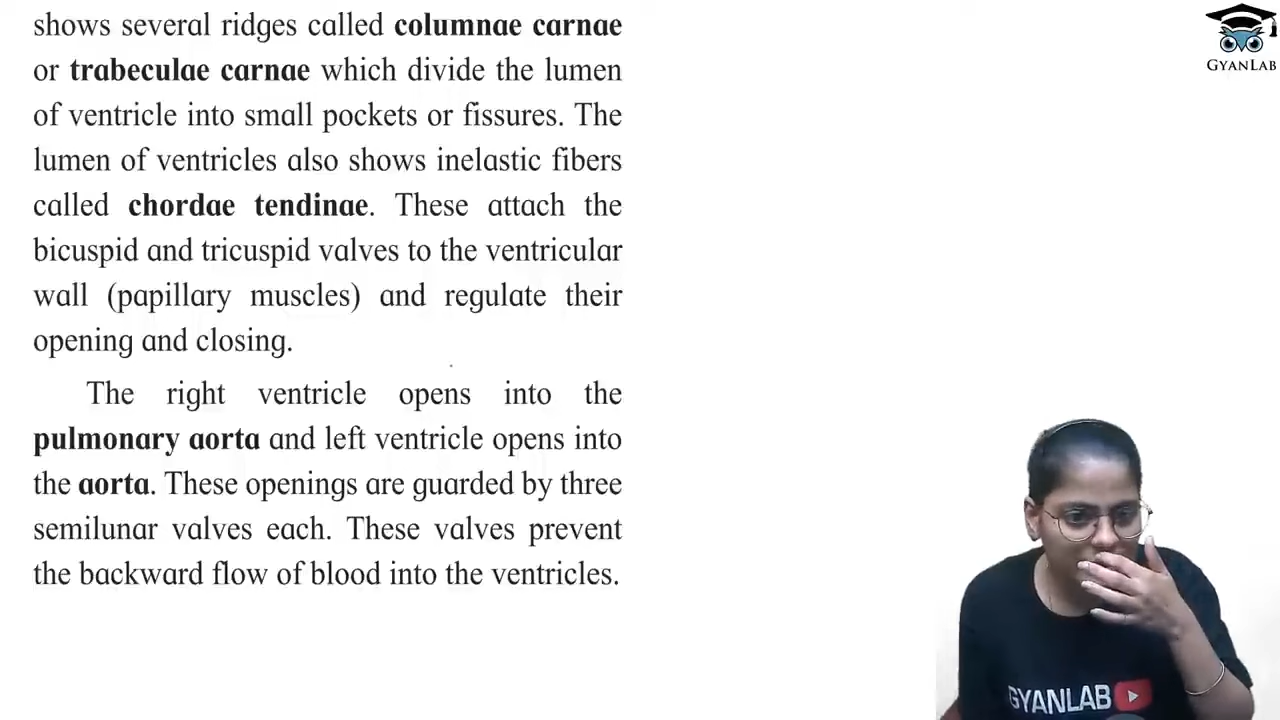 shows several ridges called columnae carnae
or trabeculae carnae which divide the lumen
of ventricle into small pockets or fissures. The
lumen of ventricles also shows inelastic fibers
called chordae tendinae. These attach the
bicuspid and tricuspid valves to the ventricular
wall (papillary muscles) and regulate their
opening and closing.
The right ventricle opens into the
pulmonary aorta and left ventricle opens into
the aorta. These openings are guarded by three
semilunar valves each. These valves prevent
the backward flow of blood into the ventricles.
GYANLAB
GYANLAB